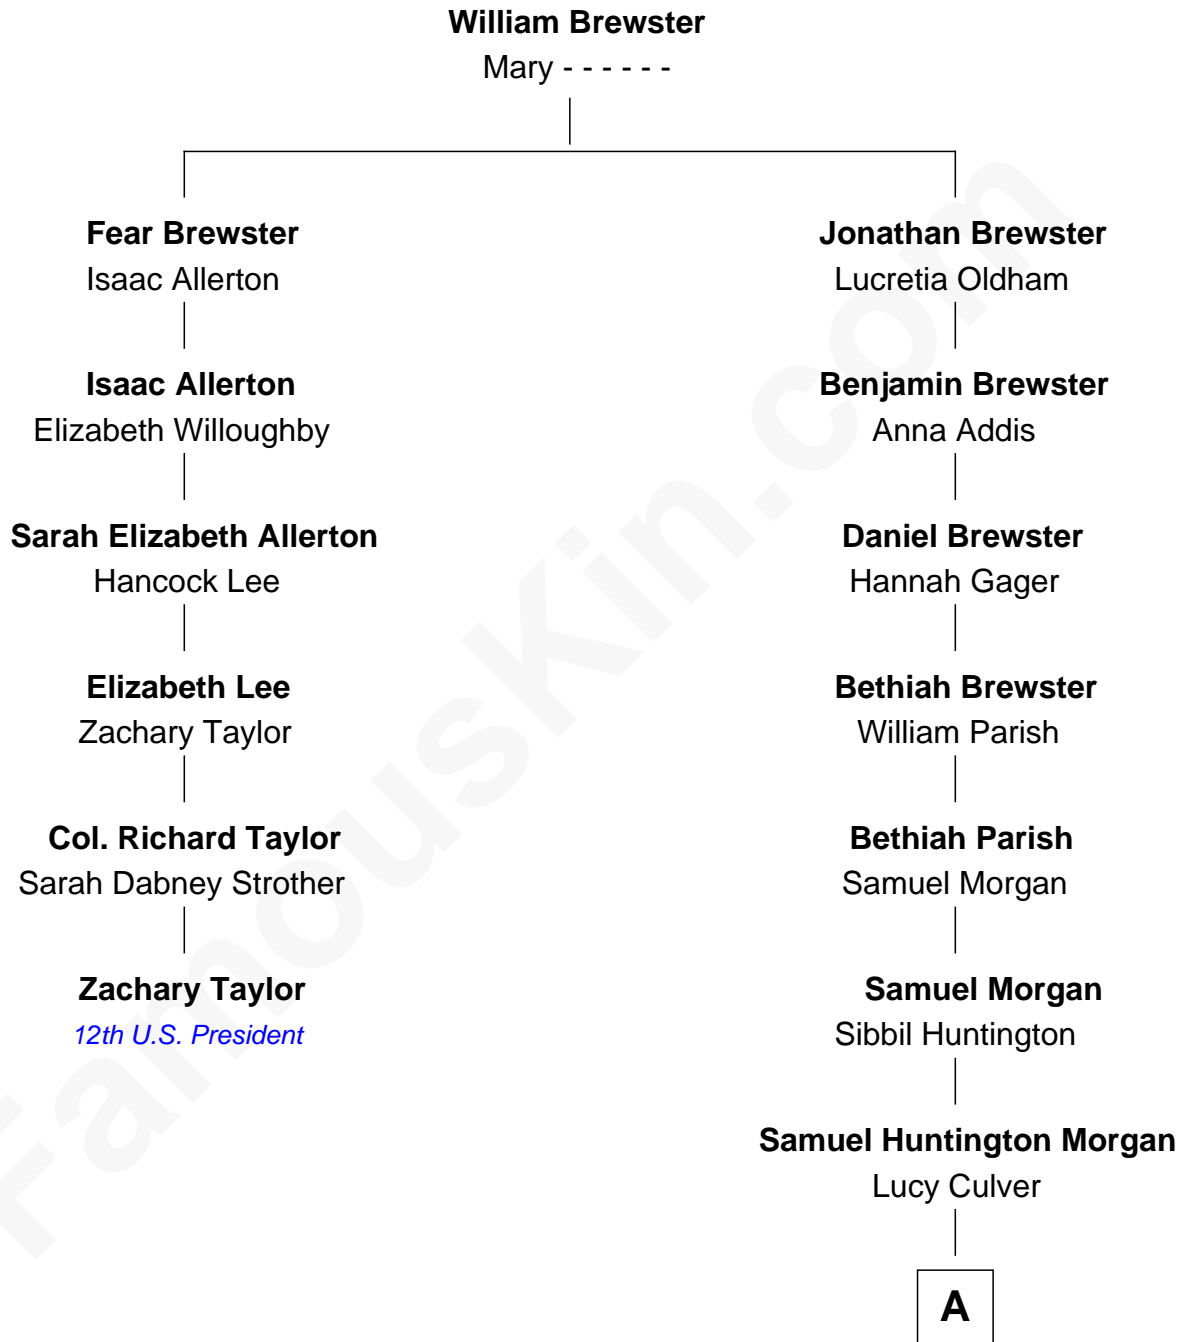 William Brewster
Mary - - - - - -
Fear Brewster
Isaac Allerton
Jonathan Brewster
Lucretia Oldham
Isaac Allerton
Elizabeth Willoughby
Benjamin Brewster
Anna Addis
Sarah Elizabeth Allerton
Hancock Lee
Daniel Brewster
Hannah Gager
Elizabeth Lee
Zachary Taylor
Bethiah Brewster
William Parish
Col. Richard Taylor
Sarah Dabney Strother
Bethiah Parish
Samuel Morgan
Zachary Taylor
12th U.S. President
Samuel Morgan
Sibbil Huntington
Samuel Huntington Morgan
Lucy Culver
A
FamousKin.com